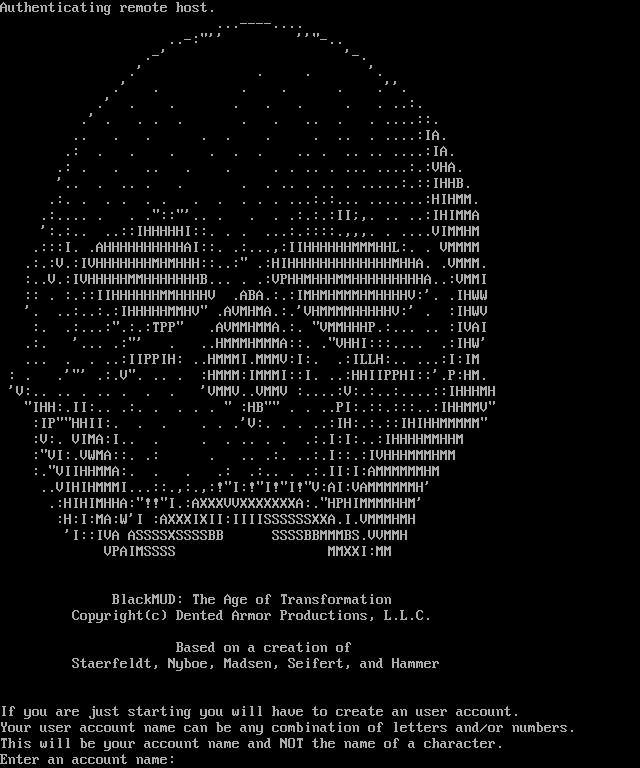 Authenticating remote host.
BlackMUD: The Age of Transformation
Copyright(c) Dented Armor Productions, L.L.C.
Based on a creation of
Staerfeldt, Nyboe, Madsen, Seifert, and Hammer
If you are just starting you will have to create an user account.
Your user account name can be any combination of letters and/or numbers.
This will be your account name and NOT the name of a character.
Enter an account name: